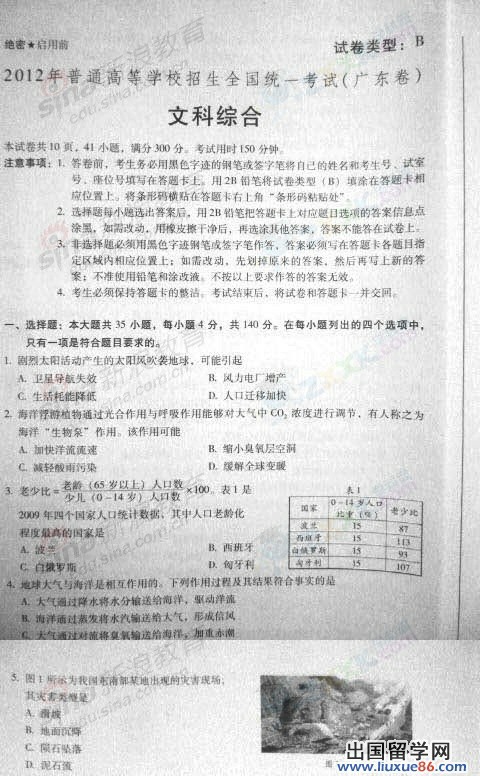 绝密★启用前
试卷类型：B
2012年普通高等学校招生全国统一考试（广东卷）
文科综合
本试卷共10页，41小题，满分300分。考试用时150分钟。
注意事项：1. 答卷前，考生务必用黑色字迹的钢笔或签字笔将自己的姓名和考生号、试室
号、座位号填写在答题卡上。用2B铅笔将试卷类型（B）填涂在答题卡相
应位置上。将条形码横贴在答题卡右上角“条形码粘贴处”。
2. 选择题每小题选出答案后，用2B铅笔把答题卡上对应题目选项的答案信息点
涂黑，如需改动，用橡皮擦干净后，再选涂其他答案，答案不能答在试卷上。
3. 非选择题必须用黑色字迹钢笔或签字笔作答，答案必须写在答题卡各题目指
定区域内相应位置上；如需改动，先划掉原来的答案，然后再写上新的答
案；不准使用铅笔和涂改液。不按以上要求作答的答案无效。
4. 考生必须保持答题卡的整洁。考试结束后，将试卷和答题卡一并交回。
一、选择题：本大题共35小题，每小题4分，共140分。在每小题列出的四个选项中，
只有一项是符合题目要求的。
1. 剧烈太阳活动产生的太阳风吹袭地球，可能引起
A. 卫星导航失效 B. 风力电厂增产
C. 生活耗能降低 D. 人口迁移加快
2. 海洋浮游植物通过光合作用与呼吸作用能够对大气中CO₂浓度进行调节，有人称之为
海洋“生物泵”作用。该作用可能
A. 加快洋流流速 B. 缩小臭氧层空洞
C. 减轻酸雨污染 D. 缓解全球变暖
3. 老少比=老龄（65岁以上）人口数/少儿（0-14岁）人口数×100。表1是
2009年四个国家人口统计数据，其中人口老龄化
程度最高的国家是
A. 波兰 B. 西班牙
C. 白俄罗斯 D. 匈牙利
表1
国家 0-14岁人口比重（%） 老少比
波兰 15 87
西班牙 15 113
白俄罗斯 15 93
匈牙利 15 107
4. 地球大气与海洋是相互作用的。下列作用过程及其结果符合事实的是
A. 大气通过降水将水分输送给海洋，驱动洋流
B. 海洋通过蒸发将水汽输送给大气，形成信风
C. 大气通过对流将臭氧输送给海洋，加重赤潮
5. 图1所示为我国东南部某地出现的灾害现场，
其灾害类型是
A. 滑坡
B. 地面沉降
C. 陨石坠落
D. 泥石流
图
出国留学网
www.liuxue86.com